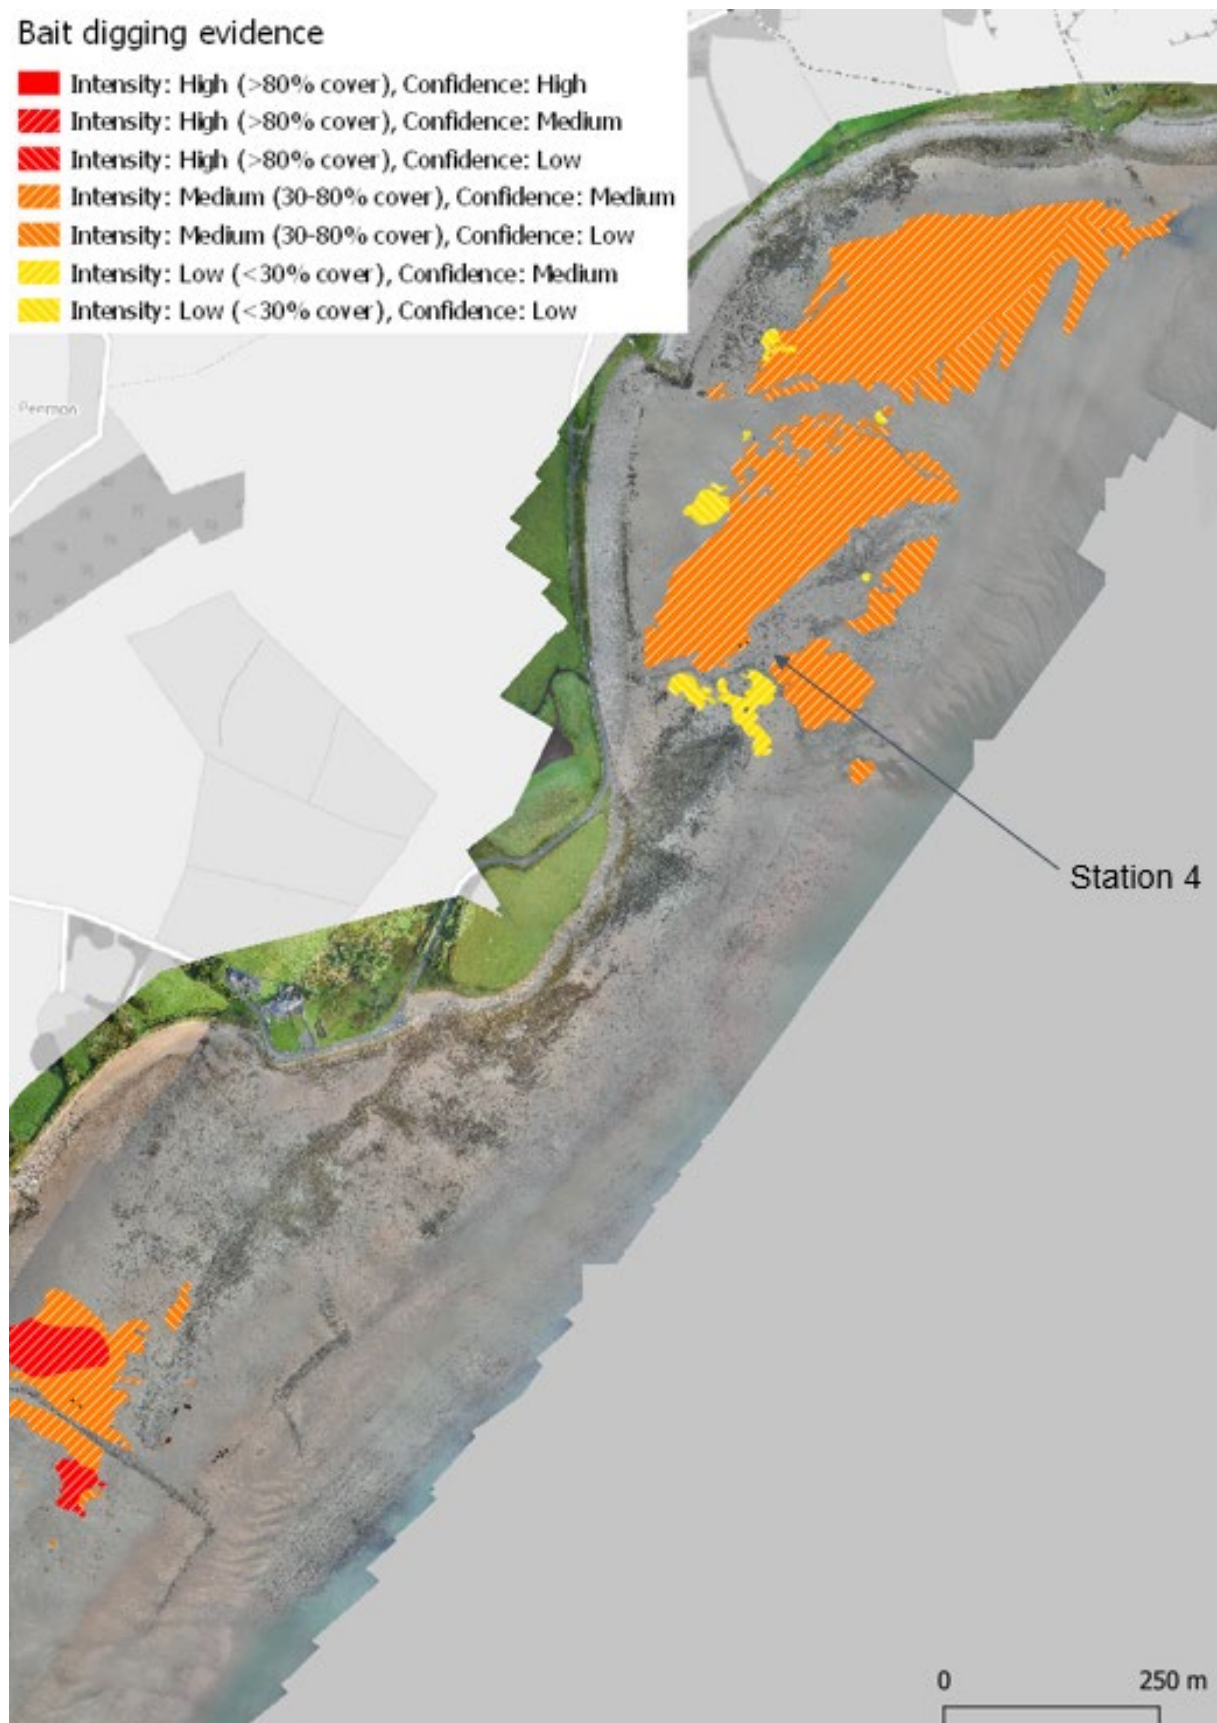 Bait digging evidence
Intensity: High (>80% cover), Confidence: High
Intensity: High (>80% cover), Confidence: Medium
Intensity: High (>80% cover), Confidence: Low
Intensity: Medium (30-80% cover), Confidence: Medium
Intensity: Medium (30-80% cover), Confidence: Low
Intensity: Low (<30% cover), Confidence: Medium
Intensity: Low (<30% cover), Confidence: Low
Penmon
Station 4
0 250 m